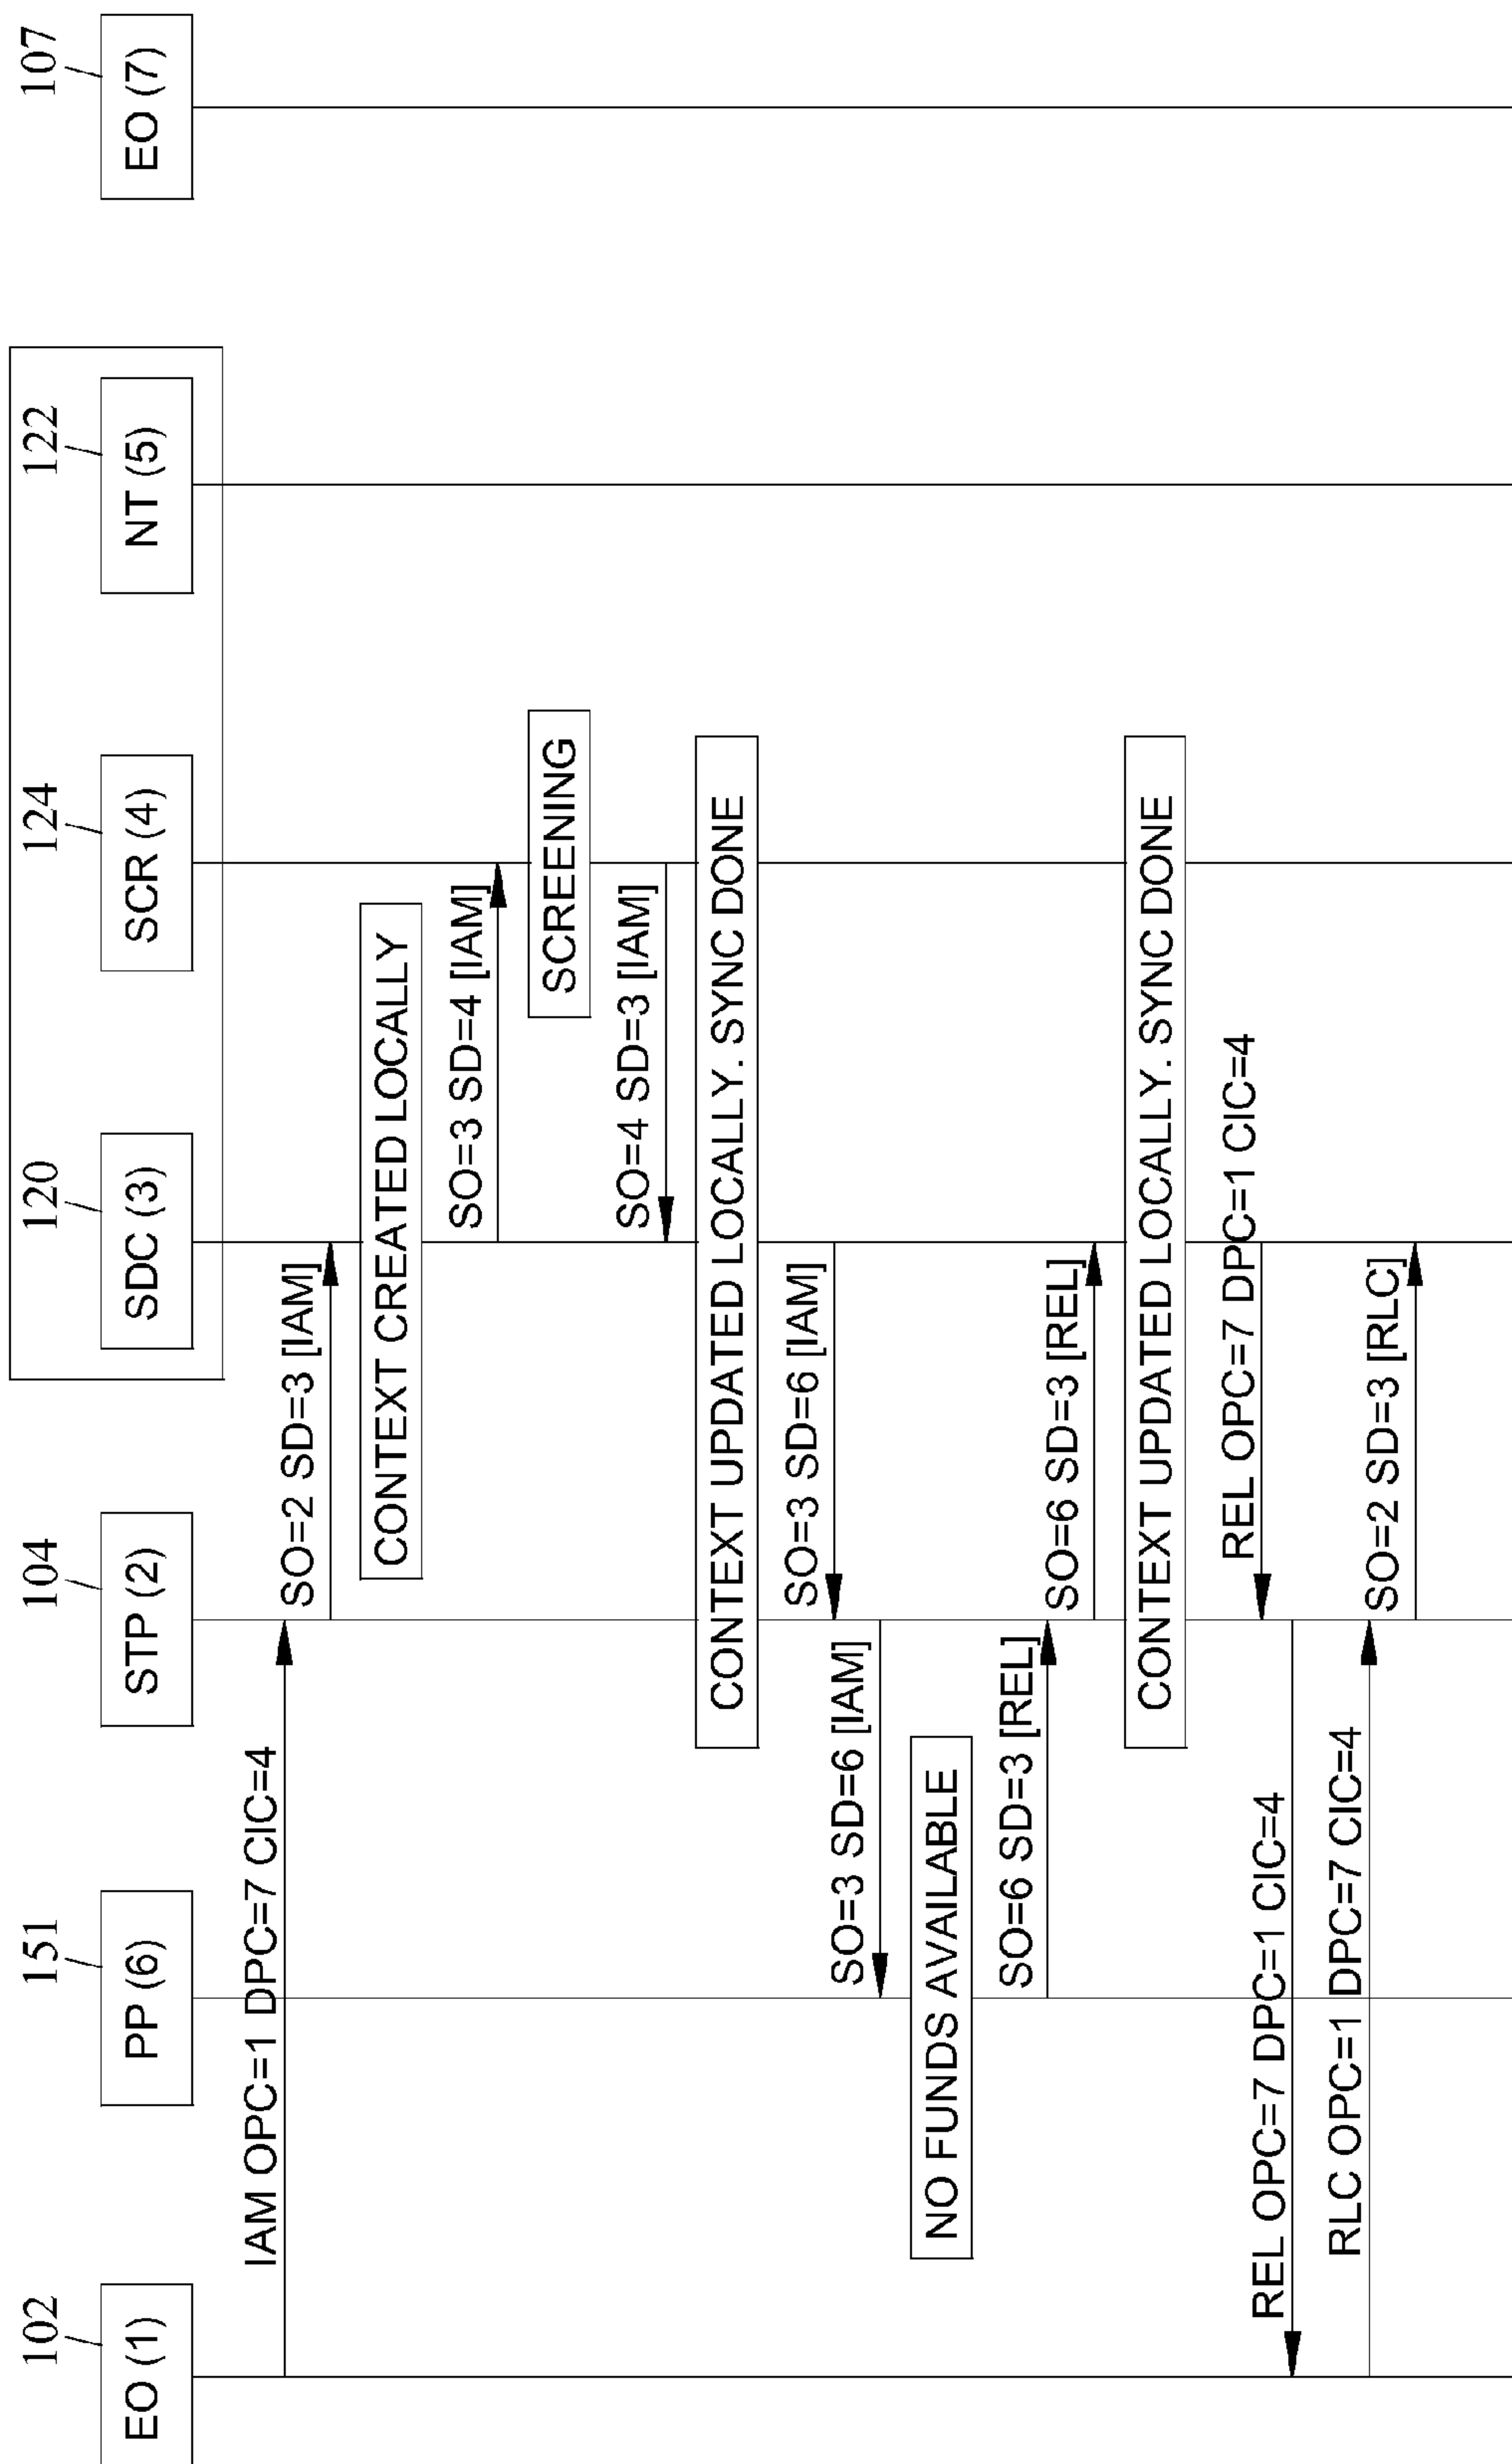 102
151
104
120
124
122
107
EO (1)
PP (6)
STP (2)
SDC (3)
SCR (4)
NT (5)
EO (7)
IAM OPC=1 DPC=7 CIC=4
SO=2 SD=3 [IAM]
CONTEXT CREATED LOCALLY
SO=3 SD=4 [IAM]
SCREENING
SO=4 SD=3 [IAM]
CONTEXT UPDATED LOCALLY. SYNC DONE
SO=3 SD=6 [IAM]
SO=3 SD=6 [IAM]
NO FUNDS AVAILABLE
SO=6 SD=3 [REL]
SO=6 SD=3 [REL]
CONTEXT UPDATED LOCALLY. SYNC DONE
REL OPC=7 DPC=1 CIC=4
REL OPC=7 DPC=1 CIC=4
RLC OPC=1 DPC=7 CIC=4
SO=2 SD=3 [RLC]